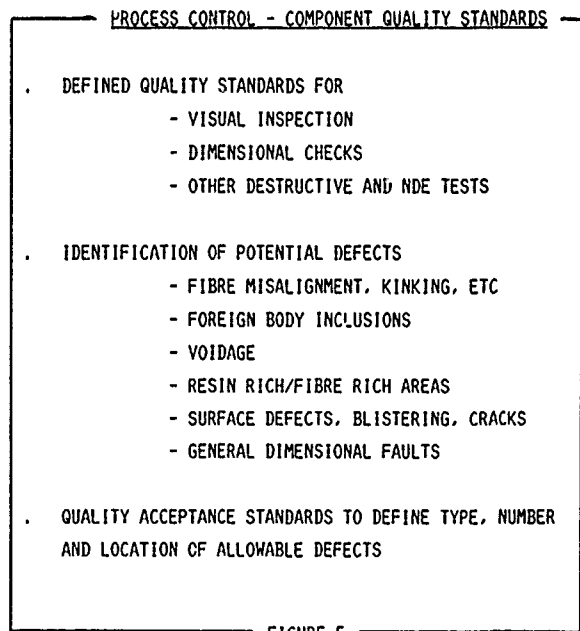 PROCESS CONTROL - COMPONENT QUALITY STANDARDS
. DEFINED QUALITY STANDARDS FOR
- VISUAL INSPECTION
- DIMENSIONAL CHECKS
- OTHER DESTRUCTIVE AND NDE TESTS
. IDENTIFICATION OF POTENTIAL DEFECTS
- FIBRE MISALIGNMENT, KINKING, ETC
- FOREIGN BODY INCLUSIONS
- VOIDAGE
- RESIN RICH/FIBRE RICH AREAS
- SURFACE DEFECTS, BLISTERING, CRACKS
- GENERAL DIMENSIONAL FAULTS
. QUALITY ACCEPTANCE STANDARDS TO DEFINE TYPE, NUMBER
AND LOCATION OF ALLOWABLE DEFECTS
FIGURE